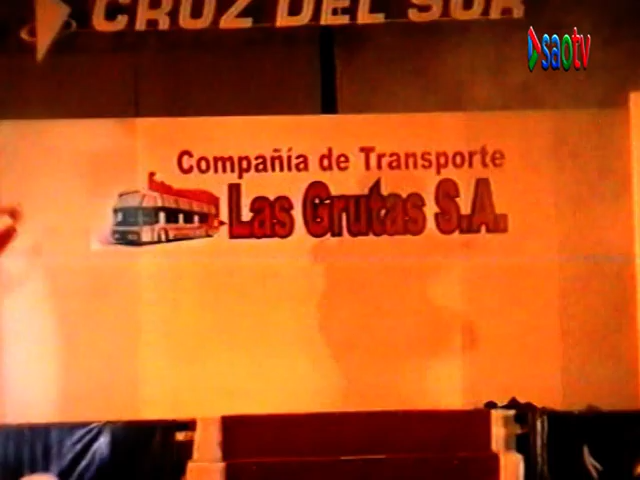 CRUZ DEL SUR
saotv
Compañía de Transporte
Las Grutas S.A.